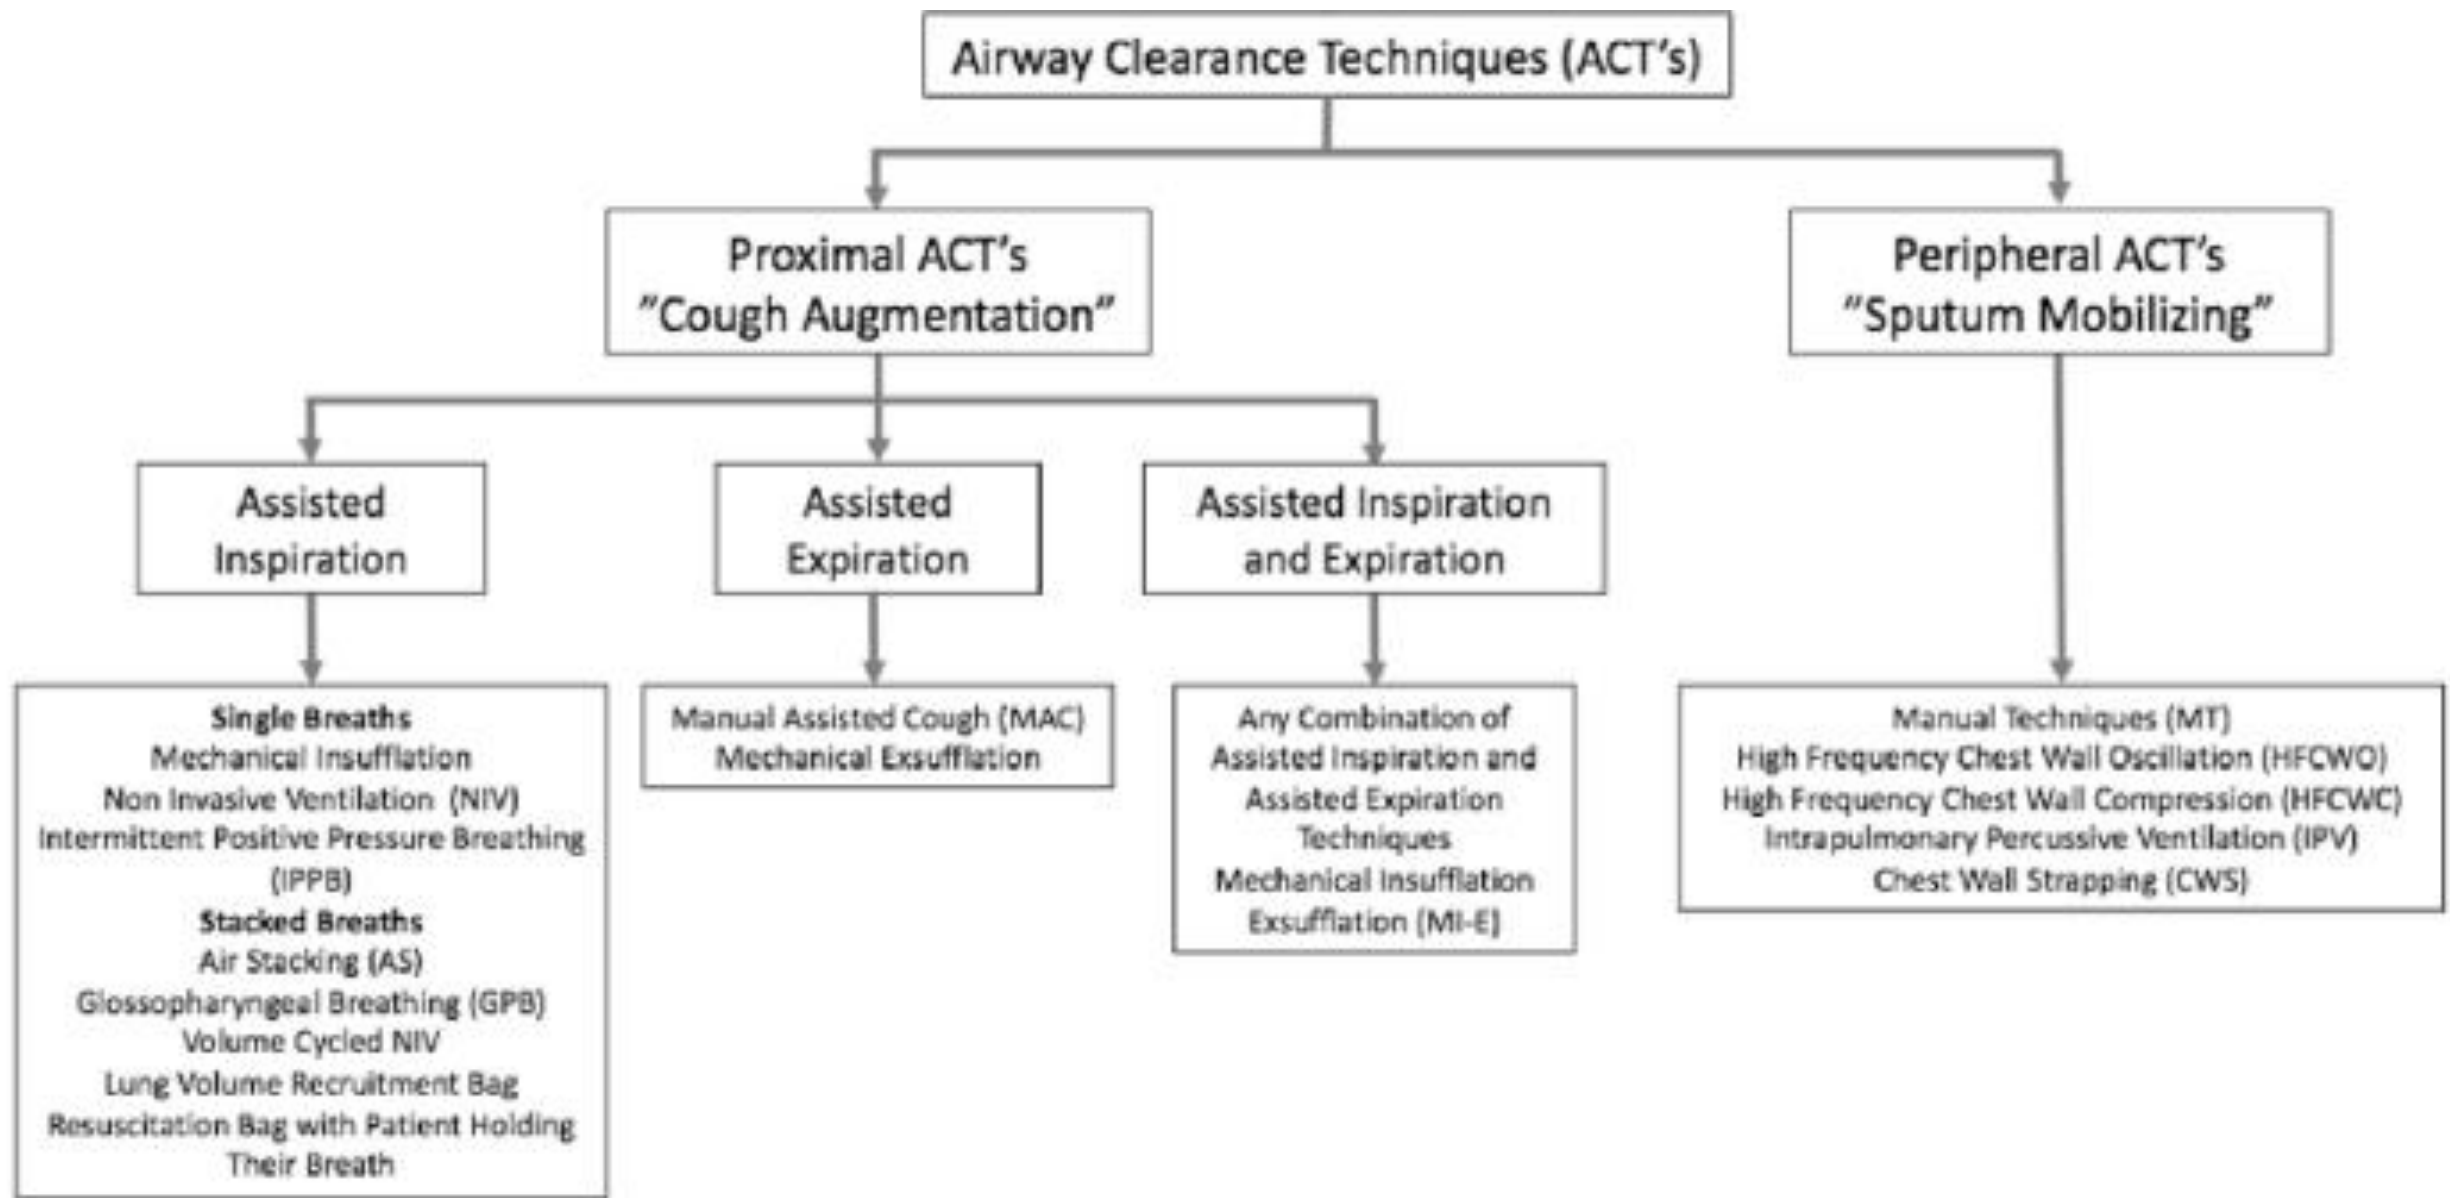 Airway Clearance Techniques (ACT's)
Proximal ACT's
"Cough Augmentation"
Peripheral ACT's
"Sputum Mobilizing"
Assisted
Inspiration
Assisted
Expiration
Assisted Inspiration
and Expiration
Single Breaths
Mechanical Insufflation
Non Invasive Ventilation (NIV)
Intermittent Positive Pressure Breathing
(IPPB)
Stacked Breaths
Air Stacking (AS)
Glossopharyngeal Breathing (GPB)
Volume Cycled NIV
Lung Volume Recruitment Bag
Resuscitation Bag with Patient Holding
Their Breath
Manual Assisted Cough (MAC)
Mechanical Exsufflation
Any Combination of
Assisted Inspiration and
Assisted Expiration
Techniques
Mechanical Insufflation
Exsufflation (MI-E)
Manual Techniques (MT)
High Frequency Chest Wall Oscillation (HFCWO)
High Frequency Chest Wall Compression (HFCWC)
Intrapulmonary Percussive Ventilation (IPV)
Chest Wall Strapping (CWS)